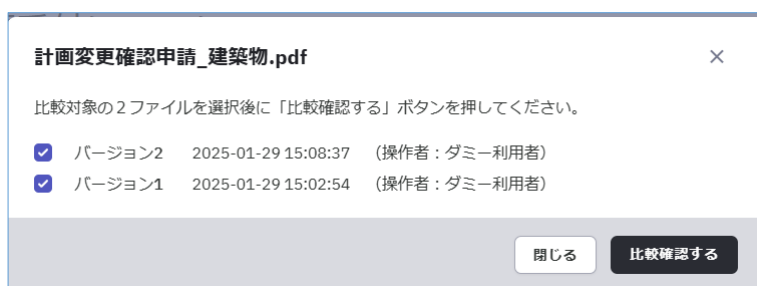 計画変更確認申請_建築物.pdf
比較対象の2ファイルを選択後に「比較確認する」ボタンを押してください。
バージョン2 2025-01-29 15:08:37 （操作者：ダミー利用者）
バージョン1 2025-01-29 15:02:54 （操作者：ダミー利用者）
閉じる 比較確認する